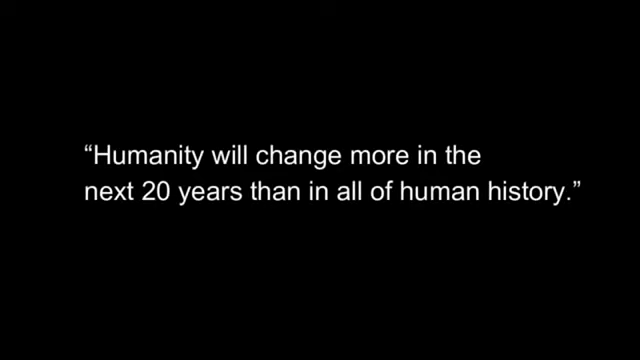 “Humanity will change more in the
next 20 years than in all of human history.”